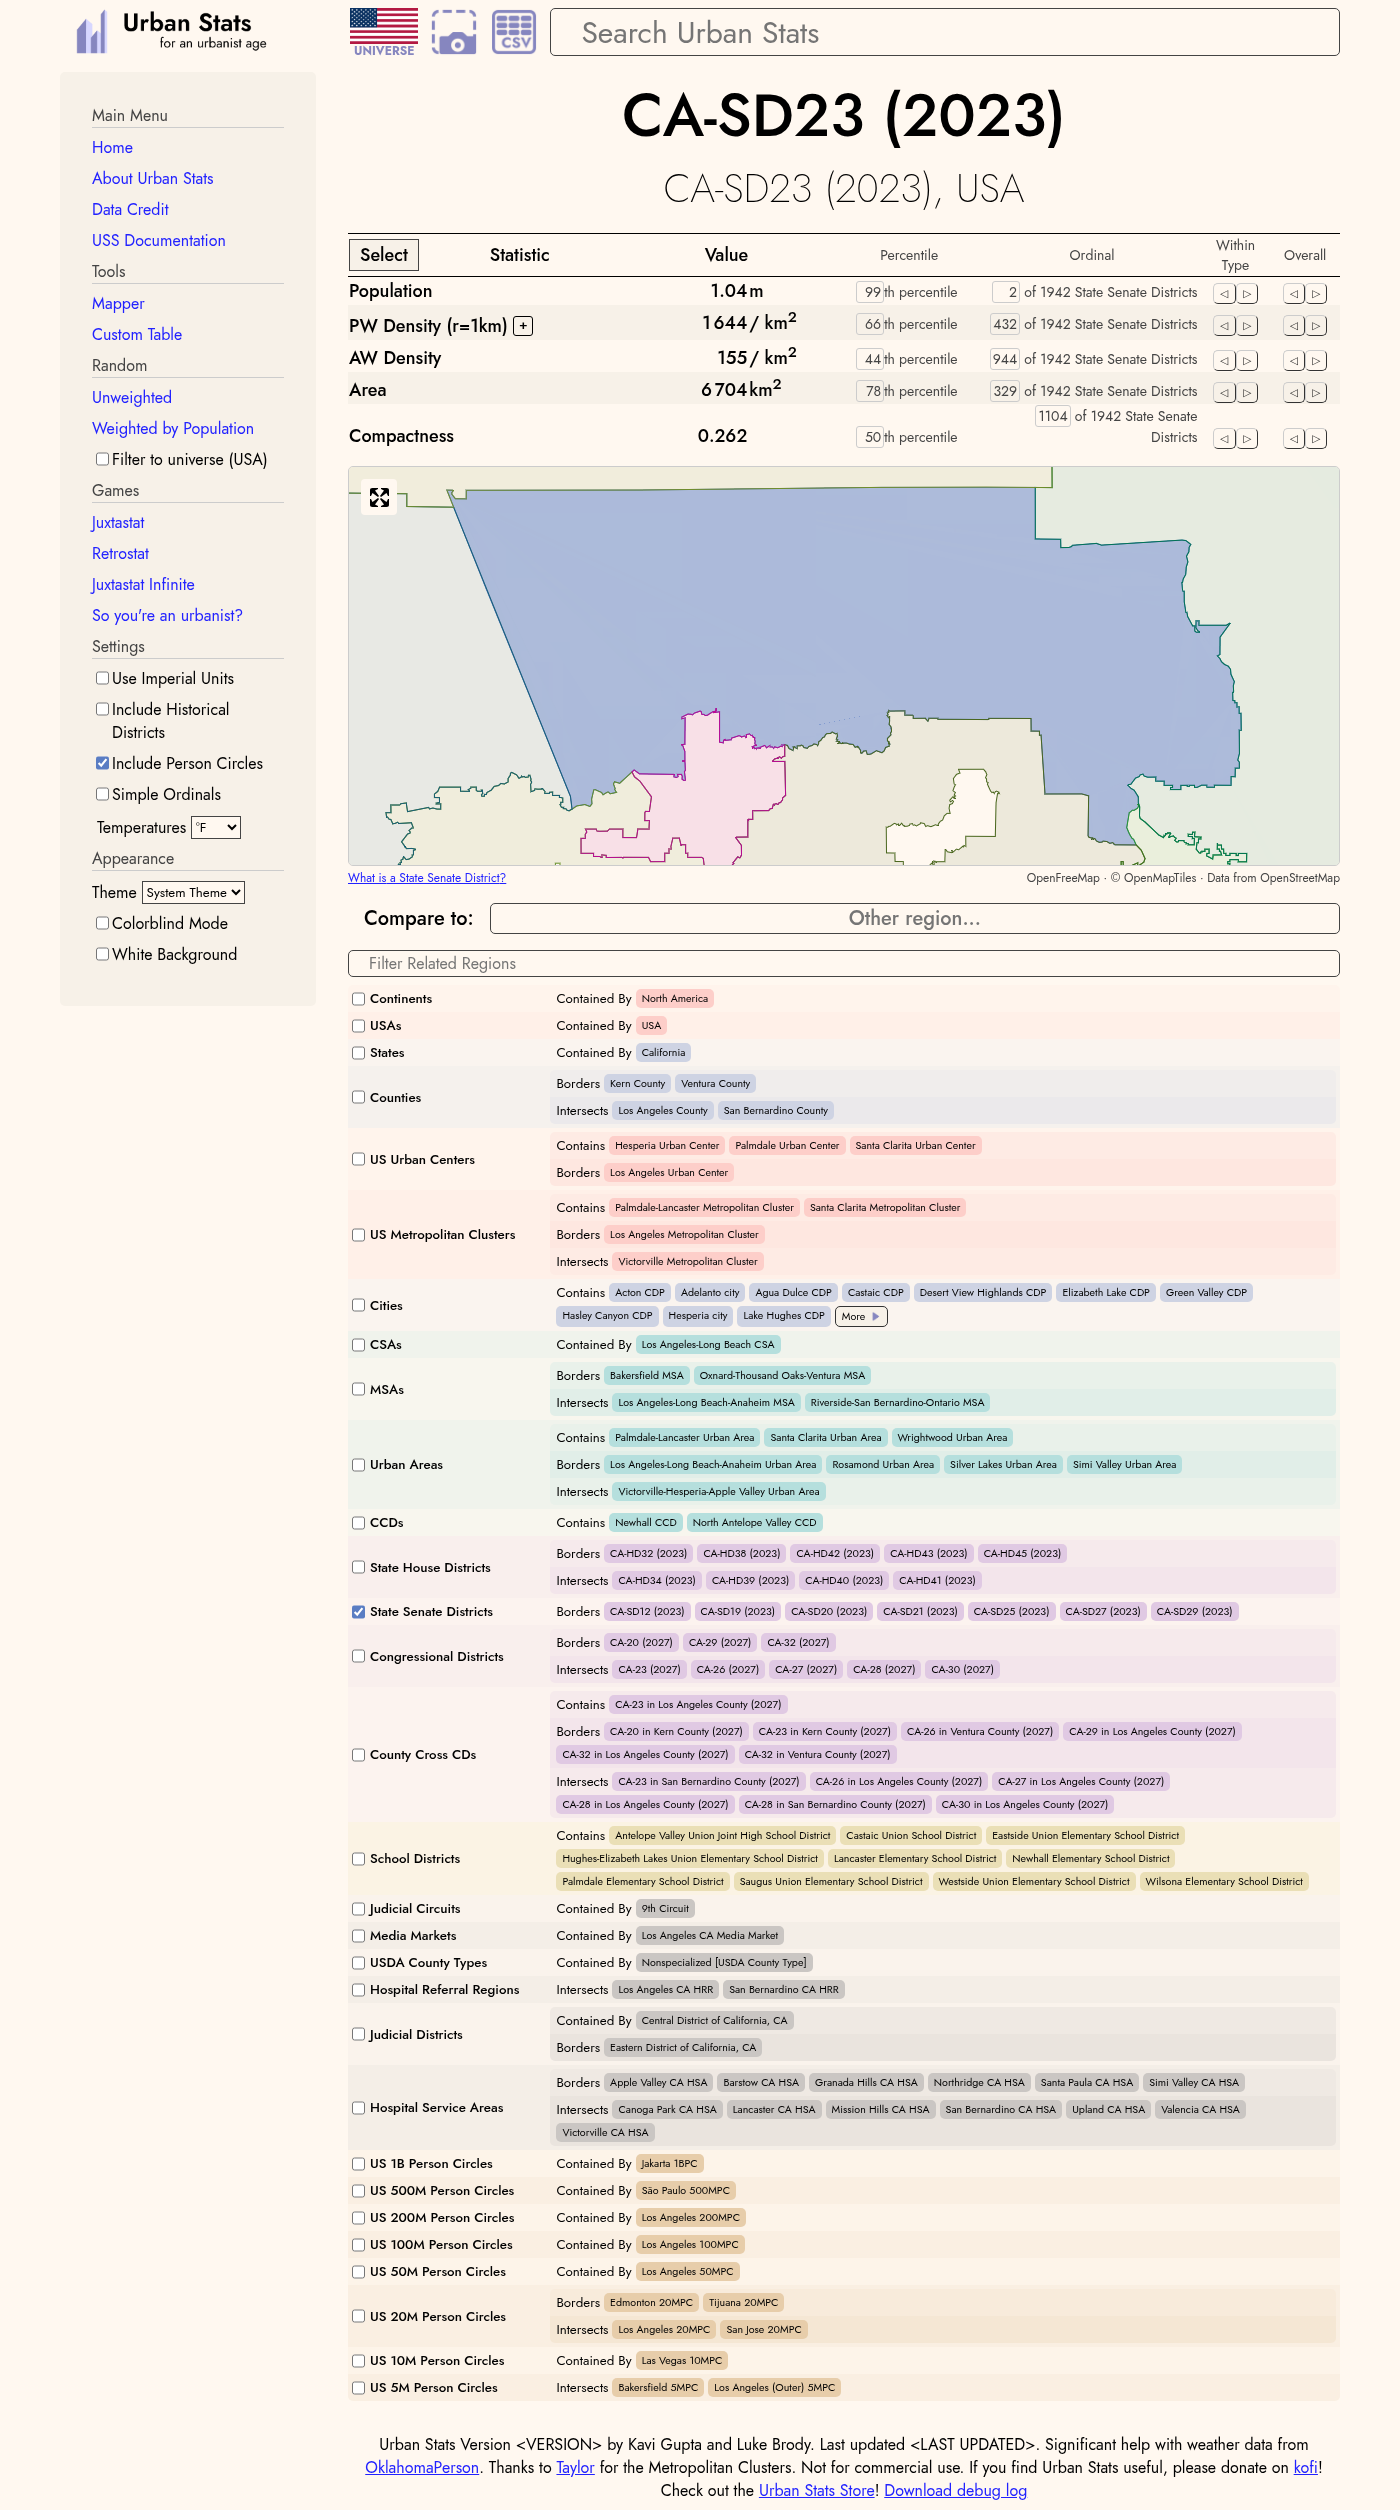 Urban Stats
for an urbanist age
UNIVERSE
CSV
Search Urban Stats
Main Menu
Home
About Urban Stats
Data Credit
USS Documentation
Tools
Mapper
Custom Table
Random
Unweighted
Weighted by Population
Filter to universe (USA)
Games
Juxtastat
Retrostat
Juxtastat Infinite
So you're an urbanist?
Settings
Use Imperial Units
Include Historical
Districts
Include Person Circles
Simple Ordinals
Temperatures °F
Appearance
Theme System Theme
Colorblind Mode
White Background
CA-SD23 (2023)
CA-SD23 (2023), USA
Select Statistic Value Percentile Ordinal Within Type Overall
Population 1.04 m 99th percentile 2 of 1942 State Senate Districts
PW Density (r=1km) + 1 644 / km² 66th percentile 432 of 1942 State Senate Districts
AW Density 155 / km² 44th percentile 944 of 1942 State Senate Districts
Area 6 704 km² 78th percentile 329 of 1942 State Senate Districts
Compactness 0.262 50th percentile 1104 of 1942 State Senate Districts
What is a State Senate District? OpenFreeMap · © OpenMapTiles · Data from OpenStreetMap
Compare to: Other region...
Filter Related Regions
Continents Contained By North America
USAs Contained By USA
States Contained By California
Counties
Borders Kern County Ventura County
Intersects Los Angeles County San Bernardino County
US Urban Centers
Contains Hesperia Urban Center Palmdale Urban Center Santa Clarita Urban Center
Borders Los Angeles Urban Center
US Metropolitan Clusters
Contains Palmdale-Lancaster Metropolitan Cluster Santa Clarita Metropolitan Cluster
Borders Los Angeles Metropolitan Cluster
Intersects Victorville Metropolitan Cluster
Cities
Contains Acton CDP Adelanto city Agua Dulce CDP Castaic CDP Desert View Highlands CDP Elizabeth Lake CDP Green Valley CDP
Hasley Canyon CDP Hesperia city Lake Hughes CDP More
CSAs Contained By Los Angeles-Long Beach CSA
MSAs
Borders Bakersfield MSA Oxnard-Thousand Oaks-Ventura MSA
Intersects Los Angeles-Long Beach-Anaheim MSA Riverside-San Bernardino-Ontario MSA
Urban Areas
Contains Palmdale-Lancaster Urban Area Santa Clarita Urban Area Wrightwood Urban Area
Borders Los Angeles-Long Beach-Anaheim Urban Area Rosamond Urban Area Silver Lakes Urban Area Simi Valley Urban Area
Intersects Victorville-Hesperia-Apple Valley Urban Area
CCDs Contains Newhall CCD North Antelope Valley CCD
State House Districts
Borders CA-HD32 (2023) CA-HD38 (2023) CA-HD42 (2023) CA-HD43 (2023) CA-HD45 (2023)
Intersects CA-HD34 (2023) CA-HD39 (2023) CA-HD40 (2023) CA-HD41 (2023)
State Senate Districts Borders CA-SD12 (2023) CA-SD19 (2023) CA-SD20 (2023) CA-SD21 (2023) CA-SD25 (2023) CA-SD27 (2023) CA-SD29 (2023)
Congressional Districts
Borders CA-20 (2027) CA-29 (2027) CA-32 (2027)
Intersects CA-23 (2027) CA-26 (2027) CA-27 (2027) CA-28 (2027) CA-30 (2027)
County Cross CDs
Contains CA-23 in Los Angeles County (2027)
Borders CA-20 in Kern County (2027) CA-23 in Kern County (2027) CA-26 in Ventura County (2027) CA-29 in Los Angeles County (2027)
CA-32 in Los Angeles County (2027) CA-32 in Ventura County (2027)
Intersects CA-23 in San Bernardino County (2027) CA-26 in Los Angeles County (2027) CA-27 in Los Angeles County (2027)
CA-28 in Los Angeles County (2027) CA-28 in San Bernardino County (2027) CA-30 in Los Angeles County (2027)
School Districts
Contains Antelope Valley Union Joint High School District Castaic Union School District Eastside Union Elementary School District
Hughes-Elizabeth Lakes Union Elementary School District Lancaster Elementary School District Newhall Elementary School District
Palmdale Elementary School District Saugus Union Elementary School District Westside Union Elementary School District Wilsona Elementary School District
Judicial Circuits Contained By 9th Circuit
Media Markets Contained By Los Angeles CA Media Market
USDA County Types Contained By Nonspecialized [USDA County Type]
Hospital Referral Regions Intersects Los Angeles CA HRR San Bernardino CA HRR
Judicial Districts
Contained By Central District of California, CA
Borders Eastern District of California, CA
Hospital Service Areas
Borders Apple Valley CA HSA Barstow CA HSA Granada Hills CA HSA Northridge CA HSA Santa Paula CA HSA Simi Valley CA HSA
Intersects Canoga Park CA HSA Lancaster CA HSA Mission Hills CA HSA San Bernardino CA HSA Upland CA HSA Valencia CA HSA
Victorville CA HSA
US 1B Person Circles Contained By Jakarta 1BPC
US 500M Person Circles Contained By São Paulo 500MPC
US 200M Person Circles Contained By Los Angeles 200MPC
US 100M Person Circles Contained By Los Angeles 100MPC
US 50M Person Circles Contained By Los Angeles 50MPC
US 20M Person Circles
Borders Edmonton 20MPC Tijuana 20MPC
Intersects Los Angeles 20MPC San Jose 20MPC
US 10M Person Circles Contained By Las Vegas 10MPC
US 5M Person Circles Intersects Bakersfield 5MPC Los Angeles (Outer) 5MPC
Urban Stats Version <VERSION> by Kavi Gupta and Luke Brody. Last updated <LAST UPDATED>. Significant help with weather data from
OklahomaPerson. Thanks to Taylor for the Metropolitan Clusters. Not for commercial use. If you find Urban Stats useful, please donate on kofi!
Check out the Urban Stats Store! Download debug log